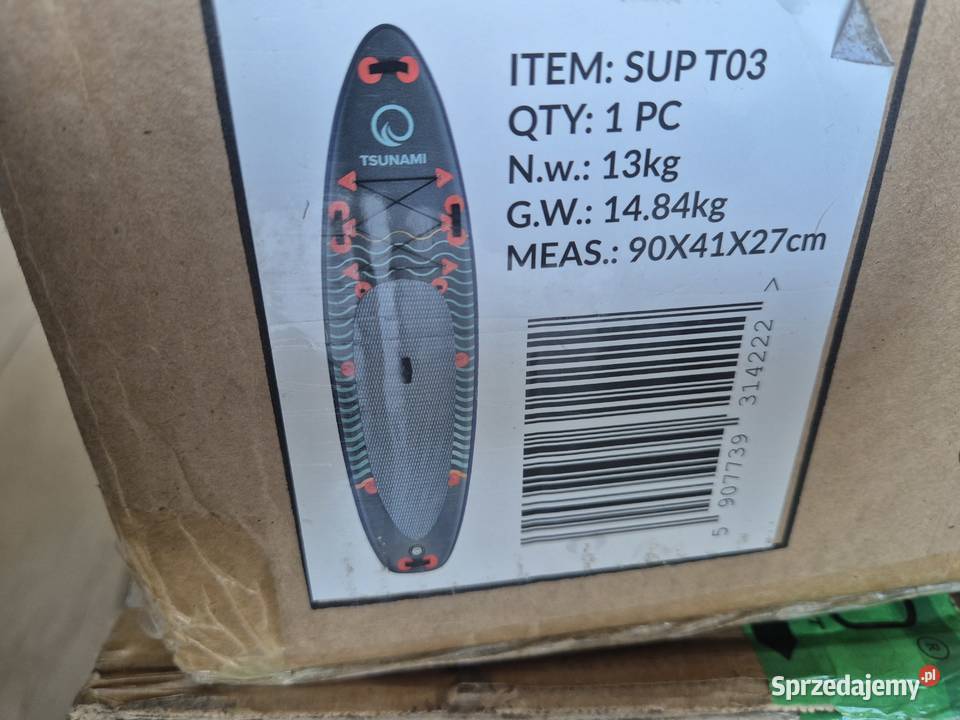 TSUNAMI
ITEM: SUP T03
QTY: 1 PC
N.w.: 13kg
G.W.: 14.84kg
MEAS.: 90X41X27cm
5 907739 314222 >
R
Sprzedajemy.pl